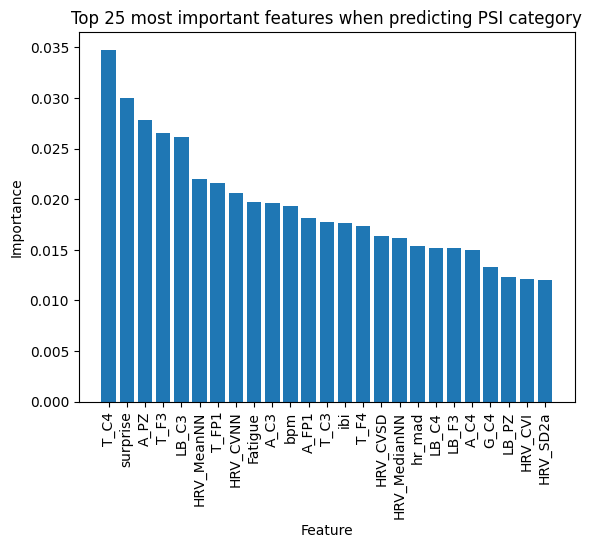 Top 25 most important features when predicting PSI category
Importance
0.035
0.030
0.025
0.020
0.015
0.010
0.005
0.000
T_C4
surprise
A_PZ
T_F3
LB_C3
HRV_MeanNN
T_FP1
HRV_CVNN
Fatigue
A_C3
bpm
A_FP1
T_C3
ibi
T_F4
HRV_CVSD
HRV_MedianNN
hr_mad
LB_C4
LB_F3
A_C4
G_C4
LB_PZ
HRV_CVI
HRV_SD2a
Feature